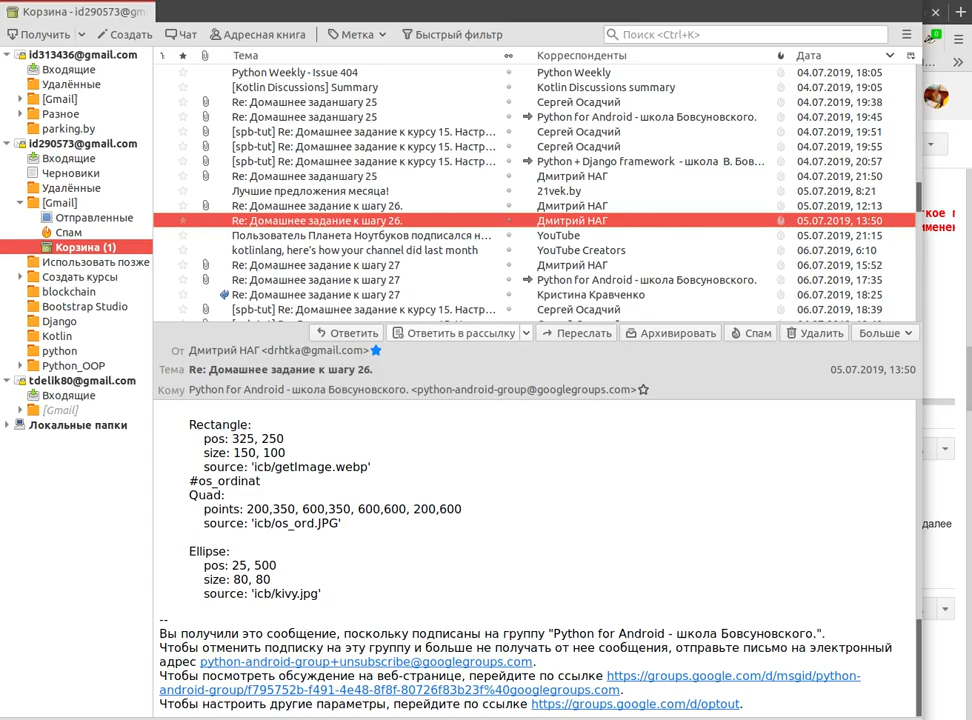 Корзина - id290573@gm
Получить Создать Чат Адресная книга Метка Быстрый фильтр Поиск <Ctrl+K>
id313436@gmail.com
Входящие
Удалённые
[Gmail]
Разное
parking.by
id290573@gmail.com
Входящие
Черновики
Удалённые
[Gmail]
Отправленные
Спам
Корзина (1)
Использовать позже
Создать курсы
blockchain
Bootstrap Studio
Django
Kotlin
python
Python_OOP
tdelik80@gmail.com
Входящие
[Gmail]
Локальные папки
Тема Корреспонденты Дата
Python Weekly - Issue 404 Python Weekly 04.07.2019, 18:05
[Kotlin Discussions] Summary Kotlin Discussions summary 04.07.2019, 19:05
Re: Домашнее заданаиу 25 Сергей Осадчий 04.07.2019, 19:38
Re: Домашнее заданаиу 25 Python for Android - школа Бовсуновского. 04.07.2019, 19:45
[spb-tut] Re: Домашнее задание к курсу 15. Настр... Сергей Осадчий 04.07.2019, 19:51
[spb-tut] Re: Домашнее задание к курсу 15. Настр... Сергей Осадчий 04.07.2019, 19:55
[spb-tut] Re: Домашнее задание к курсу 15. Настр... Python + Django framework - школа В. Бов... 04.07.2019, 20:57
Re: Домашнее заданаиу 25 Дмитрий НАГ 04.07.2019, 21:50
Лучшие предложения месяца! 21vek.by 05.07.2019, 8:21
Re: Домашнее задание к шагу 26. Дмитрий НАГ 05.07.2019, 12:13
Re: Домашнее задание к шагу 26. Дмитрий НАГ 05.07.2019, 13:50
Пользователь Планета Ноутбуков подписался н... YouTube 05.07.2019, 21:15
kotlinlang, here's how your channel did last month YouTube Creators 06.07.2019, 6:10
Re: Домашнее задание к шагу 27 Дмитрий НАГ 06.07.2019, 15:52
Re: Домашнее задание к шагу 27 Python for Android - школа Бовсуновского. 06.07.2019, 17:35
Re: Домашнее задание к шагу 27 Кристина Кравченко 06.07.2019, 18:25
[spb-tut] Re: Домашнее задание к курсу 15. Настр... Сергей Осадчий 06.07.2019, 18:39
Ответить Ответить в рассылку Переслать Архивировать Спам Удалить Больше
От Дмитрий НАГ <drhtka@gmail.com>
Тема Re: Домашнее задание к шагу 26. 05.07.2019, 13:50
Кому Python for Android - школа Бовсуновского. <python-android-group@googlegroups.com>
Rectangle:
pos: 325, 250
size: 150, 100
source: 'icb/getImage.webp'
#os_ordinat
Quad:
points: 200,350, 600,350, 600,600, 200,600
source: 'icb/os_ord.JPG'
Ellipse:
pos: 25, 500
size: 80, 80
source: 'icb/kivy.jpg'
--
Вы получили это сообщение, поскольку подписаны на группу "Python for Android - школа Бовсуновского.".
Чтобы отменить подписку на эту группу и больше не получать от нее сообщения, отправьте письмо на электронный
адрес python-android-group+unsubscribe@googlegroups.com.
Чтобы посмотреть обсуждение на веб-странице, перейдите по ссылке https://groups.google.com/d/msgid/python-
android-group/f795752b-f491-4e48-8f8f-80726f83b23f%40googlegroups.com.
Чтобы настроить другие параметры, перейдите по ссылке https://groups.google.com/d/optout.
0
далее